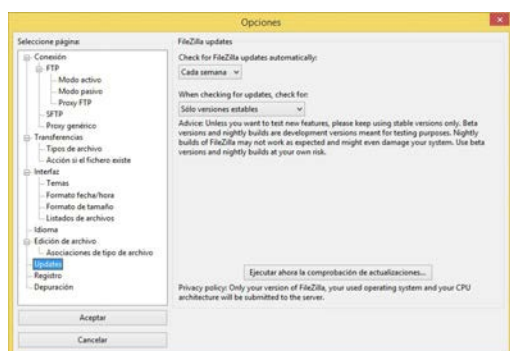 Opciones
Seleccione página:
Conexión
FTP
Modo activo
Modo pasivo
Proxy FTP
SFTP
Proxy genérico
Transferencias
Tipos de archivo
Acción si el fichero existe
Interfaz
Temas
Formato fecha/hora
Formato de tamaño
Listados de archivos
Idioma
Edición de archivo
Asociaciones de tipo de archivo
Updates
Registro
Depuración
Aceptar
Cancelar
FileZilla updates
Check for FileZilla updates automatically:
Cada semana
When checking for updates, check for:
Sólo versiones estables
Advice: Unless you want to test new features, please keep using stable versions only. Beta
versions and nightly builds are development versions meant for testing purposes. Nightly
builds of FileZilla may not work as expected and might even damage your system. Use beta
versions and nightly builds at your own risk.
Ejecutar ahora la comprobación de actualizaciones...
Privacy policy: Only your version of FileZilla, your used operating system and your CPU
architecture will be submitted to the server.